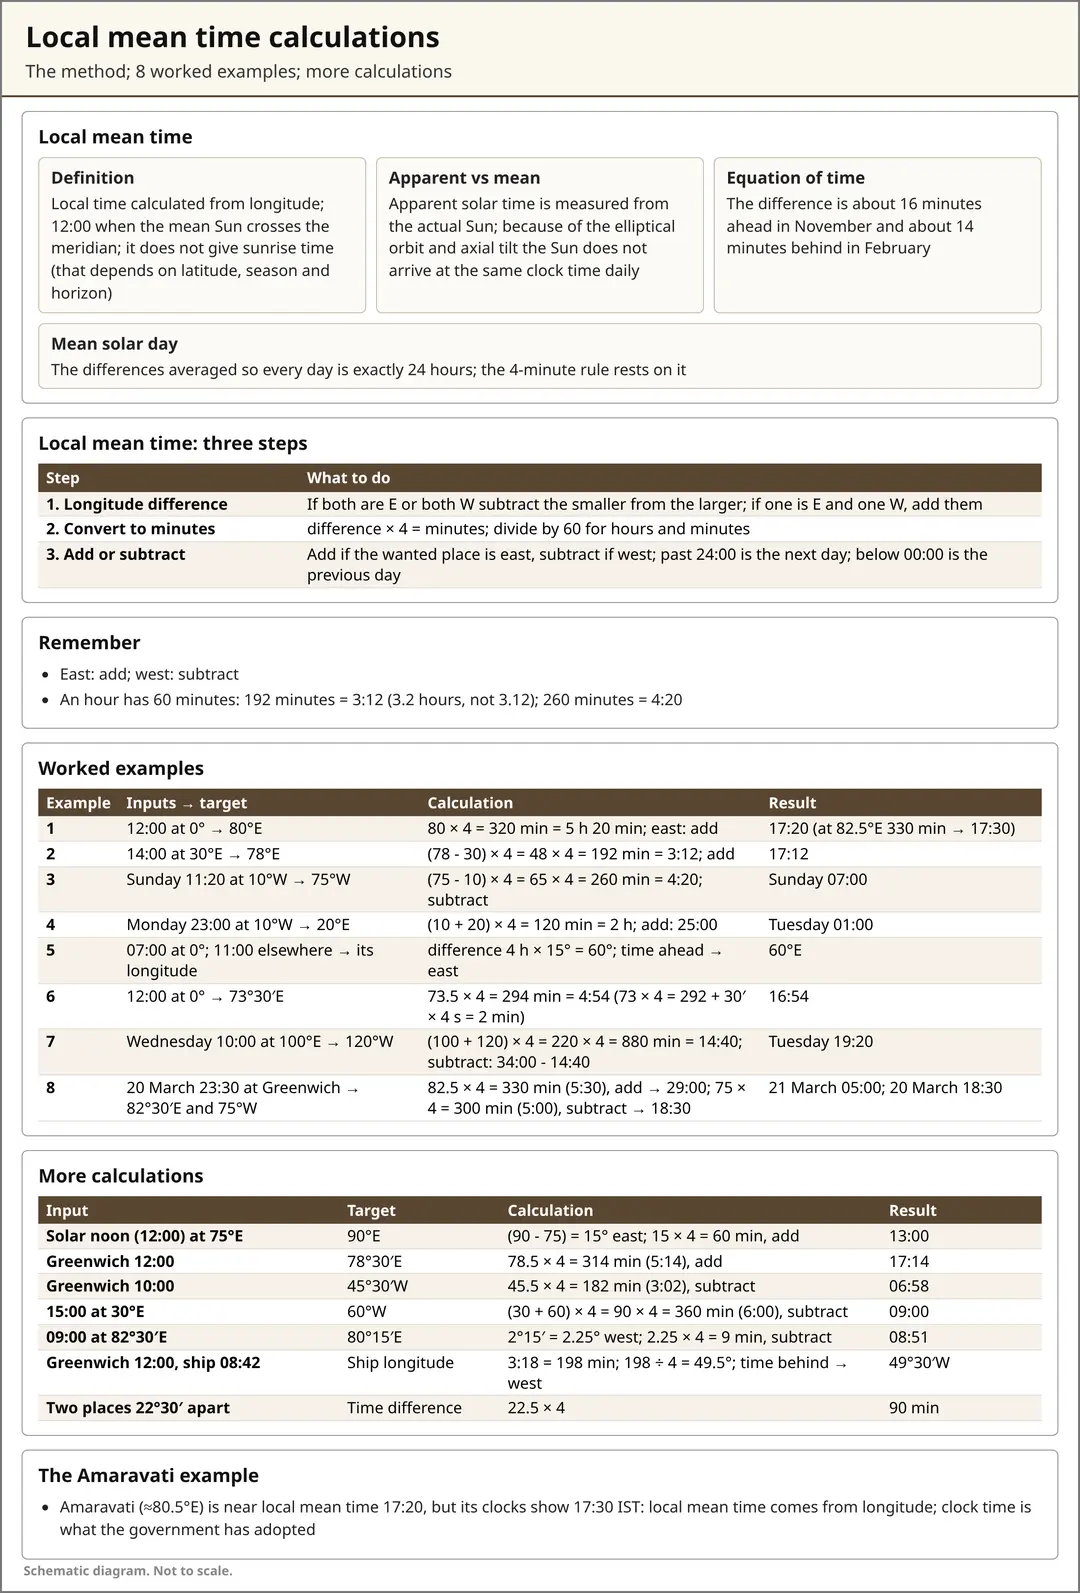 Local mean time calculations
The method; 8 worked examples; more calculations
Local mean time
Definition
Local time calculated from longitude;
12:00 when the mean Sun crosses the
meridian; it does not give sunrise time
(that depends on latitude, season and
horizon)
Apparent vs mean
Apparent solar time is measured from
the actual Sun; because of the elliptical
orbit and axial tilt the Sun does not
arrive at the same clock time daily
Equation of time
The difference is about 16 minutes
ahead in November and about 14
minutes behind in February
Mean solar day
The differences averaged so every day is exactly 24 hours; the 4-minute rule rests on it
Local mean time: three steps
Step What to do
1. Longitude difference If both are E or both W subtract the smaller from the larger; if one is E and one W, add them
2. Convert to minutes difference × 4 = minutes; divide by 60 for hours and minutes
3. Add or subtract Add if the wanted place is east, subtract if west; past 24:00 is the next day; below 00:00 is the
previous day
Remember
• East: add; west: subtract
• An hour has 60 minutes: 192 minutes = 3:12 (3.2 hours, not 3.12); 260 minutes = 4:20
Worked examples
Example Inputs → target Calculation Result
1 12:00 at 0° → 80°E 80 × 4 = 320 min = 5 h 20 min; east: add 17:20 (at 82.5°E 330 min → 17:30)
2 14:00 at 30°E → 78°E (78 - 30) × 4 = 48 × 4 = 192 min = 3:12; add 17:12
3 Sunday 11:20 at 10°W → 75°W (75 - 10) × 4 = 65 × 4 = 260 min = 4:20; Sunday 07:00
subtract
4 Monday 23:00 at 10°W → 20°E (10 + 20) × 4 = 120 min = 2 h; add: 25:00 Tuesday 01:00
5 07:00 at 0°; 11:00 elsewhere → its difference 4 h × 15° = 60°; time ahead → 60°E
longitude east
6 12:00 at 0° → 73°30′E 73.5 × 4 = 294 min = 4:54 (73 × 4 = 292 + 30′ 16:54
× 4 s = 2 min)
7 Wednesday 10:00 at 100°E → 120°W (100 + 120) × 4 = 220 × 4 = 880 min = 14:40; Tuesday 19:20
subtract: 34:00 - 14:40
8 20 March 23:30 at Greenwich → 82.5 × 4 = 330 min (5:30), add → 29:00; 75 × 21 March 05:00; 20 March 18:30
82°30′E and 75°W 4 = 300 min (5:00), subtract → 18:30
More calculations
Input Target Calculation Result
Solar noon (12:00) at 75°E 90°E (90 - 75) = 15° east; 15 × 4 = 60 min, add 13:00
Greenwich 12:00 78°30′E 78.5 × 4 = 314 min (5:14), add 17:14
Greenwich 10:00 45°30′W 45.5 × 4 = 182 min (3:02), subtract 06:58
15:00 at 30°E 60°W (30 + 60) × 4 = 90 × 4 = 360 min (6:00), subtract 09:00
09:00 at 82°30′E 80°15′E 2°15′ = 2.25° west; 2.25 × 4 = 9 min, subtract 08:51
Greenwich 12:00, ship 08:42 Ship longitude 3:18 = 198 min; 198 ÷ 4 = 49.5°; time behind → 49°30′W
west
Two places 22°30′ apart Time difference 22.5 × 4 90 min
The Amaravati example
• Amaravati (≈80.5°E) is near local mean time 17:20, but its clocks show 17:30 IST: local mean time comes from longitude; clock time is
what the government has adopted
Schematic diagram. Not to scale.